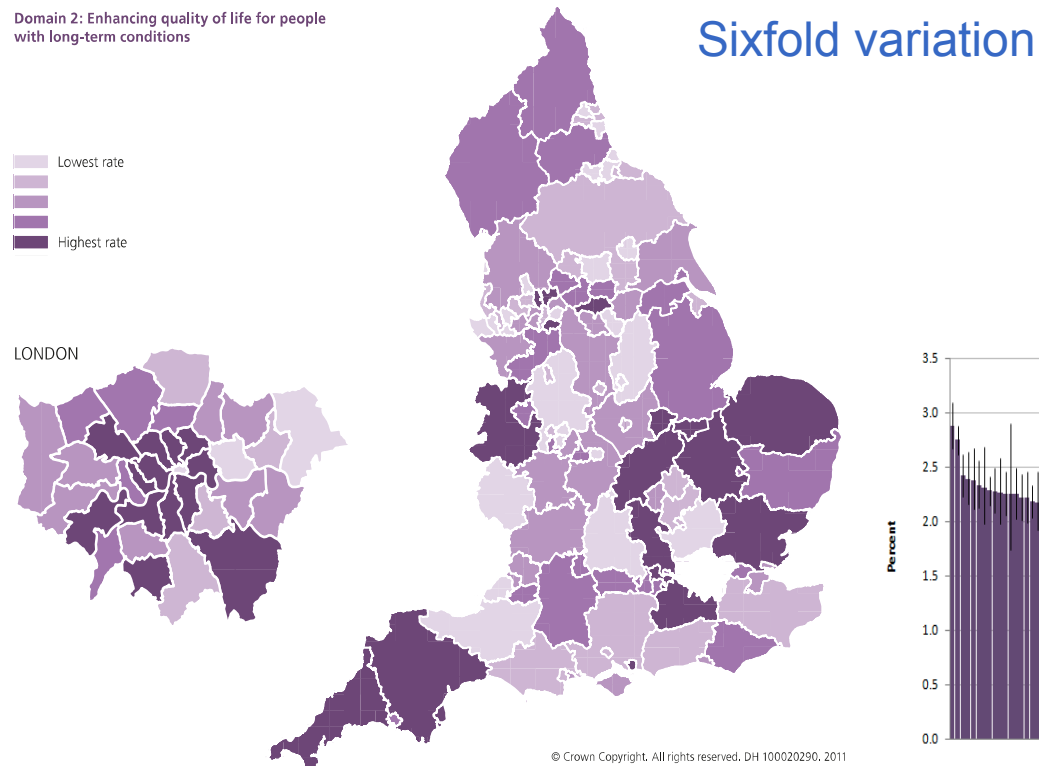 Domain 2: Enhancing quality of life for people
with long-term conditions
Sixfold variation
Lowest rate
Highest rate
LONDON
3.5
3.0
2.5
2.0
1.5
1.0
0.5
0.0
Percent
© Crown Copyright. All rights reserved. DH 100020290. 2011